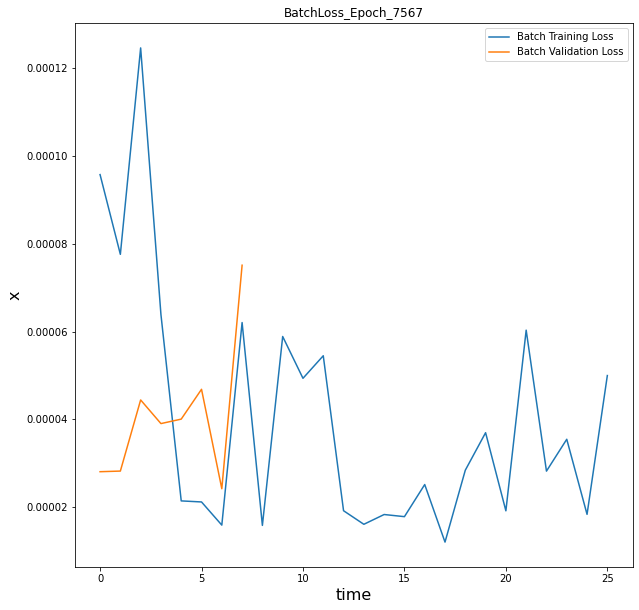 BatchLoss_Epoch_7567
Batch Training Loss
Batch Validation Loss
0.00012
0.00010
0.00008
0.00006
0.00004
0.00002
x
0 5 10 15 20 25
time